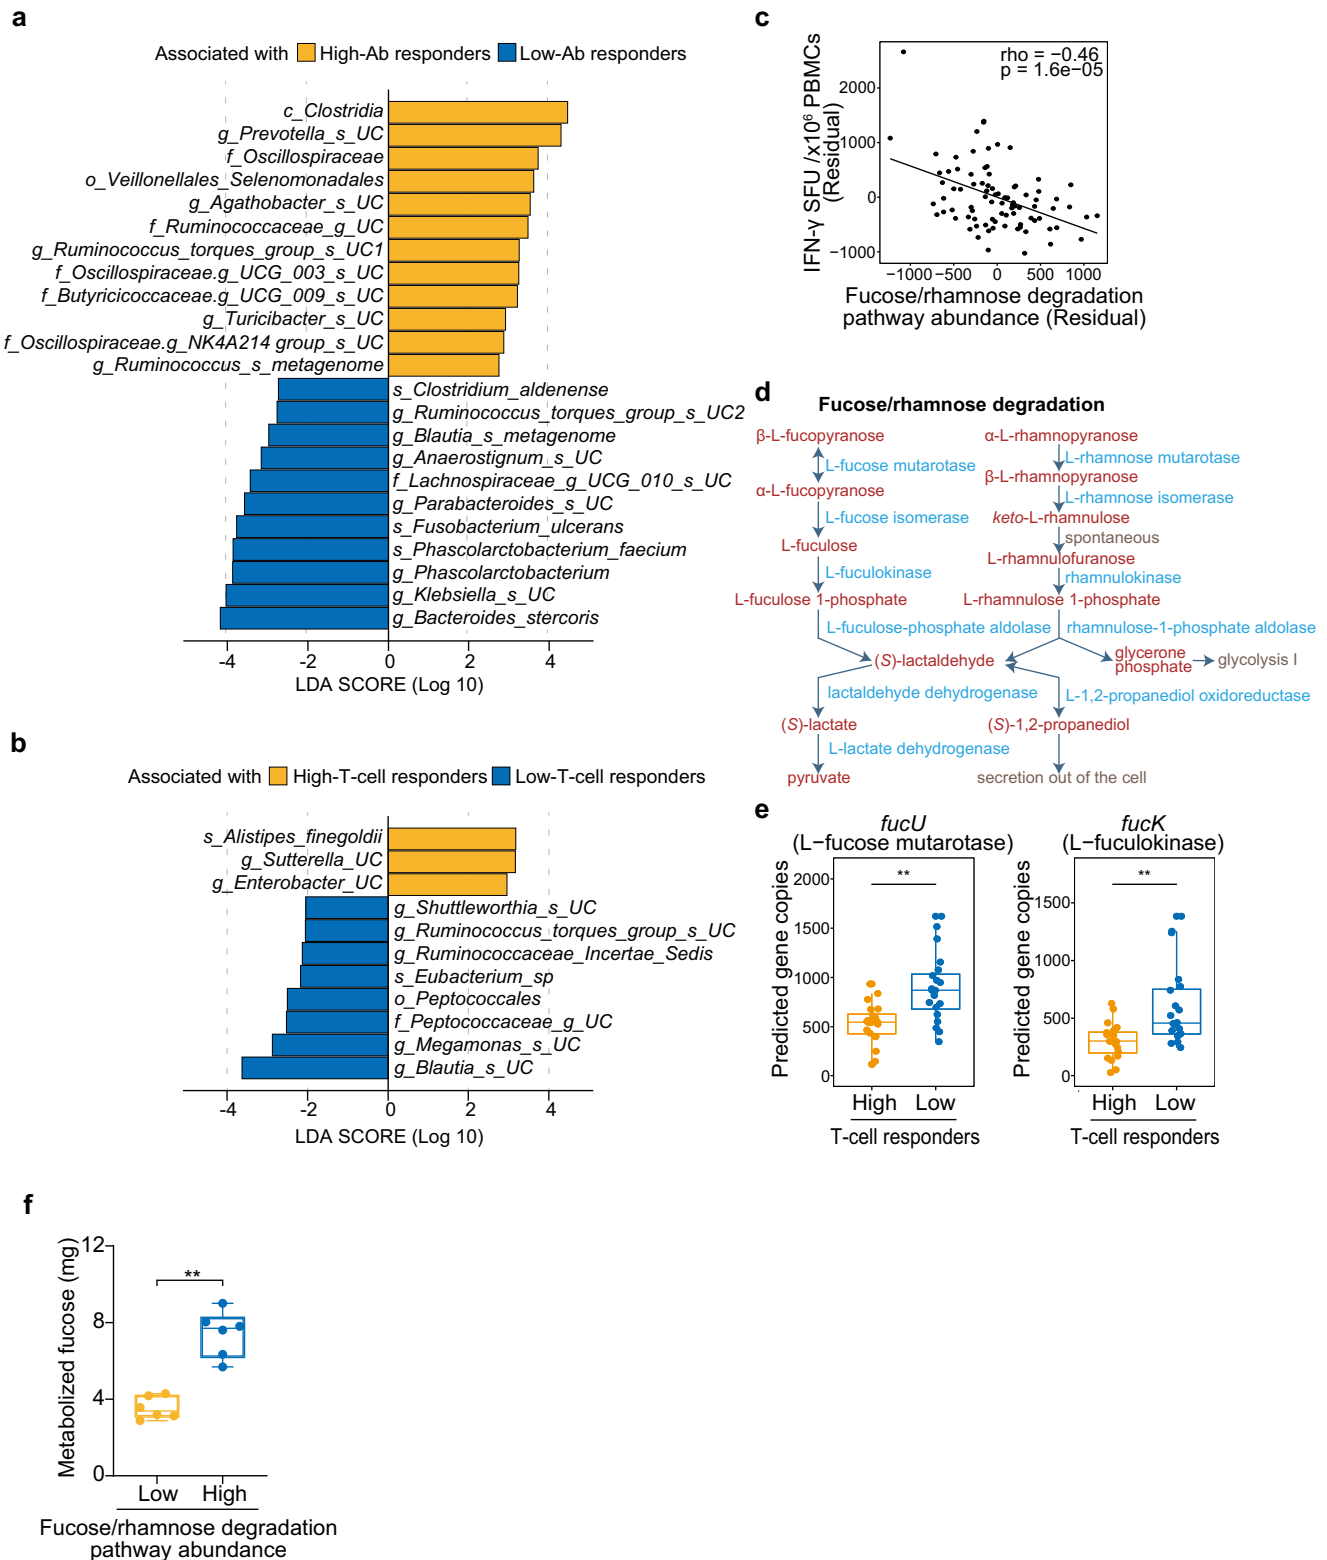 a
Associated with High-Ab responders Low-Ab responders
c_Clostridia
g_Prevotella_s_UC
f_Oscillospiraceae
o_Veillonellales_Selenomonadales
g_Agathobacter_s_UC
f_Ruminococcaceae_g_UC
g_Ruminococcus_torques_group_s_UC1
f_Oscillospiraceae.g_UCG_003_s_UC
f_Butyricicoccaceae.g_UCG_009_s_UC
g_Turicibacter_s_UC
f_Oscillospiraceae.g_NK4A214 group_s_UC
g_Ruminococcus_s_metagenome
s_Clostridium_aldenense
g_Ruminococcus_torques_group_s_UC2
g_Blautia_s_metagenome
g_Anaerostignum_s_UC
f_Lachnospiraceae_g_UCG_010_s_UC
g_Parabacteroides_s_UC
s_Fusobacterium_ulcerans
s_Phascolarctobacterium_faecium
g_Phascolarctobacterium
g_Klebsiella_s_UC
g_Bacteroides_stercoris
-4 -2 0 2 4
LDA SCORE (Log 10)
b
Associated with High-T-cell responders Low-T-cell responders
s_Alistipes_finegoldii
g_Sutterella_UC
g_Enterobacter_UC
g_Shuttleworthia_s_UC
g_Ruminococcus_torques_group_s_UC
g_Ruminococcaceae_Incertae_Sedis
s_Eubacterium_sp
o_Peptococcales
f_Peptococcaceae_g_UC
g_Megamonas_s_UC
g_Blautia_s_UC
-4 -2 0 2 4
LDA SCORE (Log 10)
c
rho = −0.46
p = 1.6e−05
IFN-γ SFU /x10⁶ PBMCs
(Residual)
2000
1000
0
−1000
−1000 −500 0 500 1000
Fucose/rhamnose degradation
pathway abundance (Residual)
d
Fucose/rhamnose degradation
β-L-fucopyranose α-L-rhamnopyranose
L-fucose mutarotase L-rhamnose mutarotase
β-L-rhamnopyranose
α-L-fucopyranose L-rhamnose isomerase
L-fucose isomerase keto-L-rhamnulose
spontaneous
L-fuculose L-rhamnulofuranose
L-fuculokinase rhamnulokinase
L-fuculose 1-phosphate L-rhamnulose 1-phosphate
L-fuculose-phosphate aldolase rhamnulose-1-phosphate aldolase
(S)-lactaldehyde glycerone
phosphate glycolysis I
lactaldehyde dehydrogenase L-1,2-propanediol oxidoreductase
(S)-lactate (S)-1,2-propanediol
L-lactate dehydrogenase
pyruvate secretion out of the cell
e
fucU
(L−fucose mutarotase)
Predicted gene copies
2000
1500
1000
500
0
**
High Low
T-cell responders
fucK
(L−fuculokinase)
Predicted gene copies
1500
1000
500
0
**
High Low
T-cell responders
f
Metabolized fucose (mg)
12
8
4
0
**
Low High
Fucose/rhamnose degradation
pathway abundance